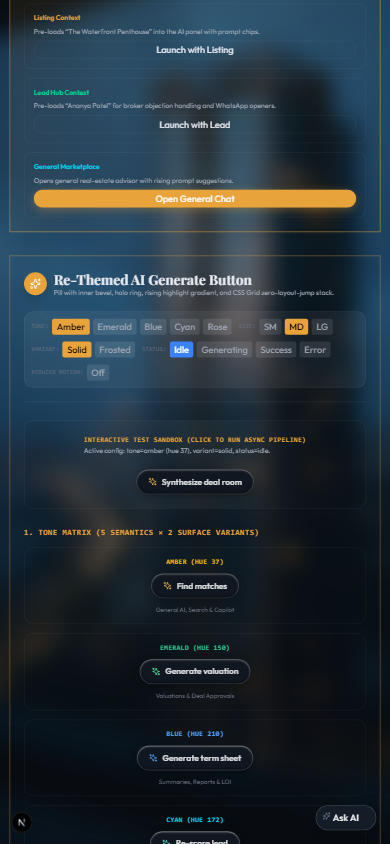 Listing Context
Pre-loads "The Waterfront Penthouse" into the AI panel with prompt chips.
Launch with Listing
Lead Hub Context
Pre-loads "Ananya Patel" for broker objection handling and WhatsApp openers.
Launch with Lead
General Marketplace
Opens general real-estate advisor with rising prompt suggestions.
Open General Chat
Re-Themed AI Generate Button
Pill with inner bevel, halo ring, rising highlight gradient, and CSS Grid zero-layout-jump stack.
TONE: Amber Emerald Blue Cyan Rose SIZE: SM MD LG
VARIANT: Solid Frosted STATUS: Idle Generating Success Error
REDUCED MOTION: Off
INTERACTIVE TEST SANDBOX (CLICK TO RUN ASYNC PIPELINE)
Active config: tone=amber (hue 37), variant=solid, status=idle.
Synthesize deal room
1. TONE MATRIX (5 SEMANTICS × 2 SURFACE VARIANTS)
AMBER (HUE 37)
Find matches
General AI, Search & Copilot
EMERALD (HUE 150)
Generate valuation
Valuations & Deal Approvals
BLUE (HUE 210)
Generate term sheet
Summaries, Reports & LOI
CYAN (HUE 172)
Re-score lead
N
Ask AI